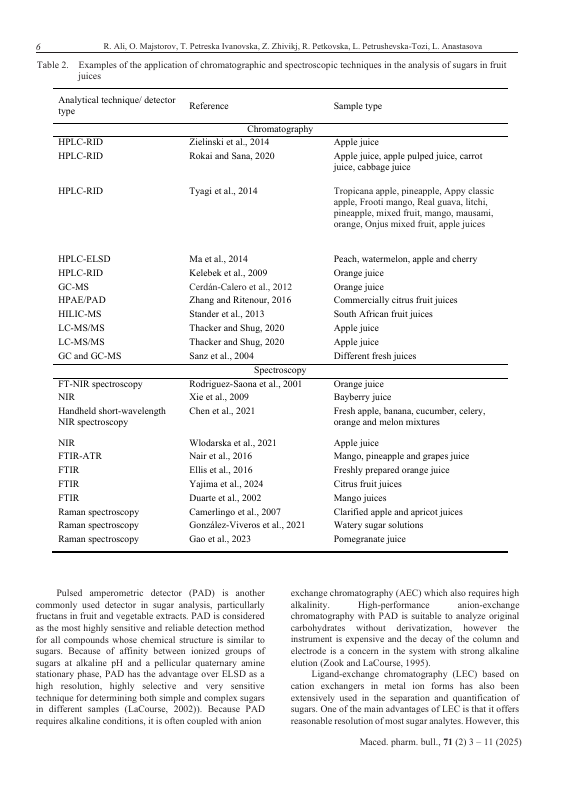 6
R. Ali, O. Majstorov, T. Petreska Ivanovska, Z. Zhivikj, R. Petkovska, L. Petrushevska-Tozi, L. Anastasova
Table 2. Examples of the application of chromatographic and spectroscopic techniques in the analysis of sugars in fruit
juices
Analytical technique/ detector
type
Reference
Sample type
Chromatography
HPLC-RID Zielinski et al., 2014 Apple juice
HPLC-RID Rokai and Sana, 2020 Apple juice, apple pulped juice, carrot
juice, cabbage juice
HPLC-RID Tyagi et al., 2014 Tropicana apple, pineapple, Appy classic
apple, Frooti mango, Real guava, litchi,
pineapple, mixed fruit, mango, mausami,
orange, Onjus mixed fruit, apple juices
HPLC-ELSD Ma et al., 2014 Peach, watermelon, apple and cherry
HPLC-RID Kelebek et al., 2009 Orange juice
GC-MS Cerdán-Calero et al., 2012 Orange juice
HPAE/PAD Zhang and Ritenour, 2016 Commercially citrus fruit juices
HILIC-MS Stander et al., 2013 South African fruit juices
LC-MS/MS Thacker and Shug, 2020 Apple juice
LC-MS/MS Thacker and Shug, 2020 Apple juice
GC and GC-MS Sanz et al., 2004 Different fresh juices
Spectroscopy
FT-NIR spectroscopy Rodriguez-Saona et al., 2001 Orange juice
NIR Xie et al., 2009 Bayberry juice
Handheld short-wavelength Chen et al., 2021 Fresh apple, banana, cucumber, celery,
NIR spectroscopy orange and melon mixtures
NIR Wlodarska et al., 2021 Apple juice
FTIR-ATR Nair et al., 2016 Mango, pineapple and grapes juice
FTIR Ellis et al., 2016 Freshly prepared orange juice
FTIR Yajima et al., 2024 Citrus fruit juices
FTIR Duarte et al., 2002 Mango juices
Raman spectroscopy Camerlingo et al., 2007 Clarified apple and apricot juices
Raman spectroscopy González-Viveros et al., 2021 Watery sugar solutions
Raman spectroscopy Gao et al., 2023 Pomegranate juice
Pulsed amperometric detector (PAD) is another
commonly used detector in sugar analysis, particullarly
fructans in fruit and vegetable extracts. PAD is considered
as the most highly sensitive and reliable detection method
for all compounds whose chemical structure is similar to
sugars. Because of affinity between ionized groups of
sugars at alkaline pH and a pellicular quaternary amine
stationary phase, PAD has the advantage over ELSD as a
high resolution, highly selective and very sensitive
technique for determining both simple and complex sugars
in different samples (LaCourse, 2002)). Because PAD
requires alkaline conditions, it is often coupled with anion
exchange chromatography (AEC) which also requires high
alkalinity. High-performance anion-exchange
chromatography with PAD is suitable to analyze original
carbohydrates without derivatization, however the
instrument is expensive and the decay of the column and
electrode is a concern in the system with strong alkaline
elution (Zook and LaCourse, 1995).
Ligand-exchange chromatography (LEC) based on
cation exchangers in metal ion forms has also been
extensively used in the separation and quantification of
sugars. One of the main advantages of LEC is that it offers
reasonable resolution of most sugar analytes. However, this
Maced. pharm. bull., 71 (2) 3 – 11 (2025)